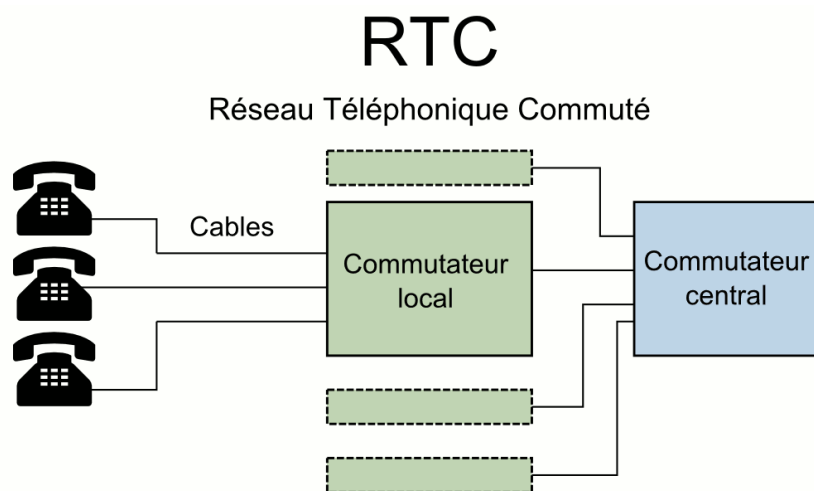 RTC
Réseau Téléphonique Commuté
Cables
Commutateur
local
Commutateur
central